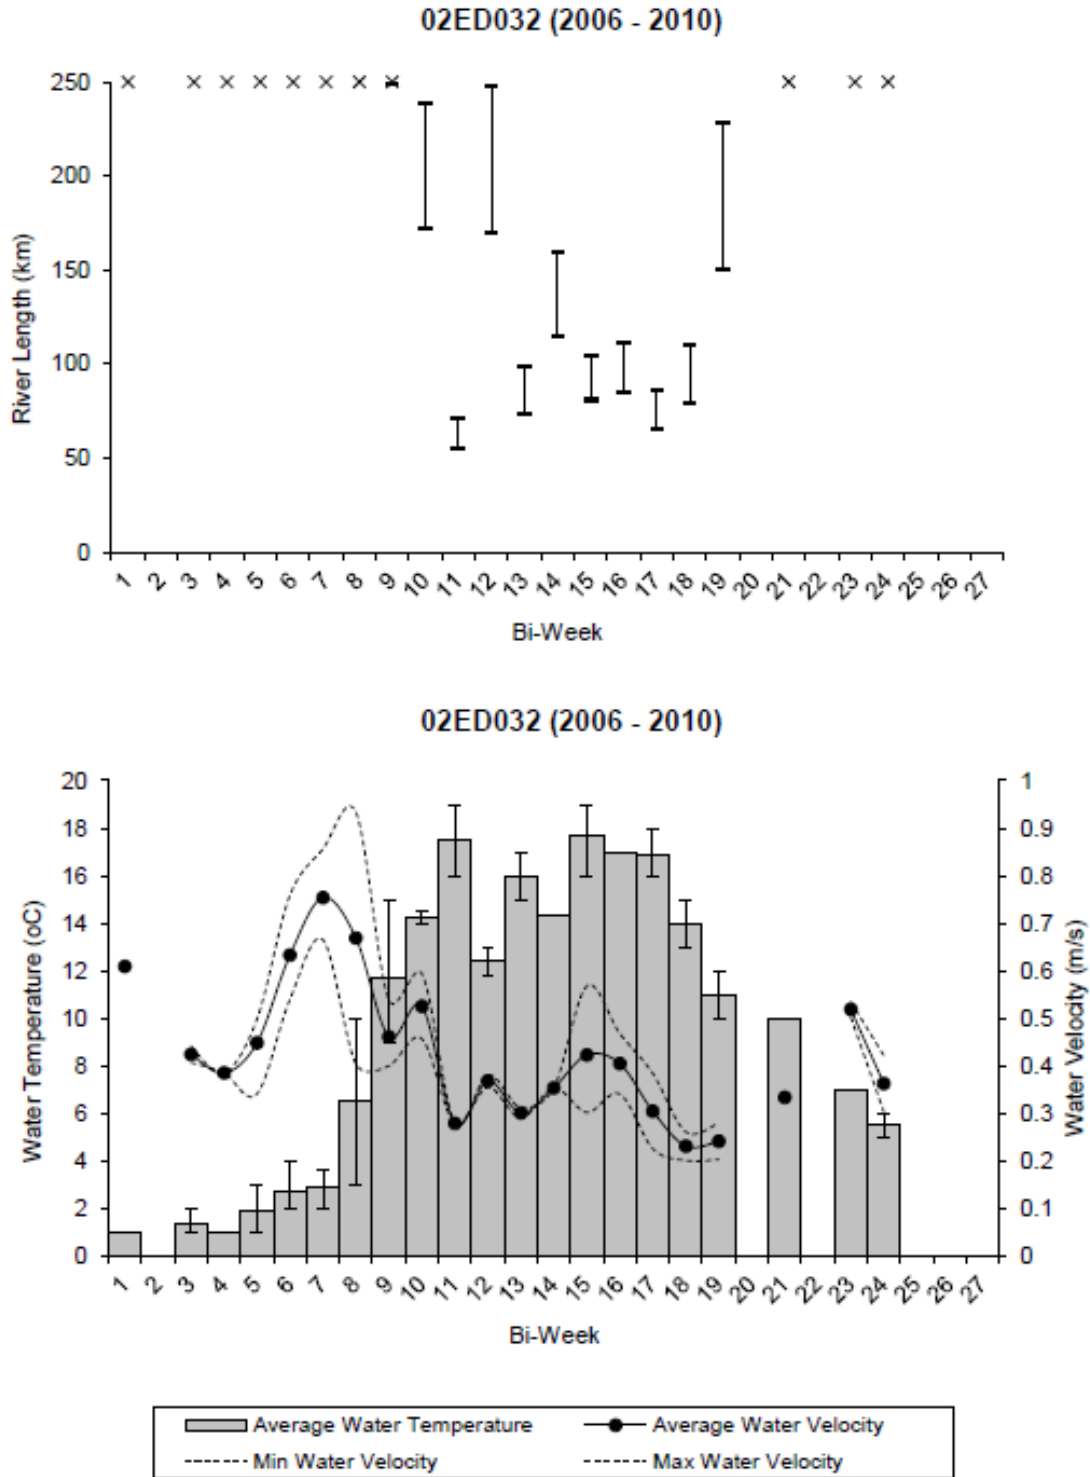 02ED032 (2006 - 2010)
250
200
150
100
50
0
River Length (km)
1 2 3 4 5 6 7 8 9 10 11 12 13 14 15 16 17 18 19 20 21 22 23 24 25 26 27
Bi-Week
02ED032 (2006 - 2010)
20 1
18 0.9
16 0.8
14 0.7
12 0.6
10 0.5
8 0.4
6 0.3
4 0.2
2 0.1
0 0
Water Temperature (oC)
Water Velocity (m/s)
1 2 3 4 5 6 7 8 9 10 11 12 13 14 15 16 17 18 19 20 21 22 23 24 25 26 27
Bi-Week
Average Water Temperature Average Water Velocity
Min Water Velocity Max Water Velocity